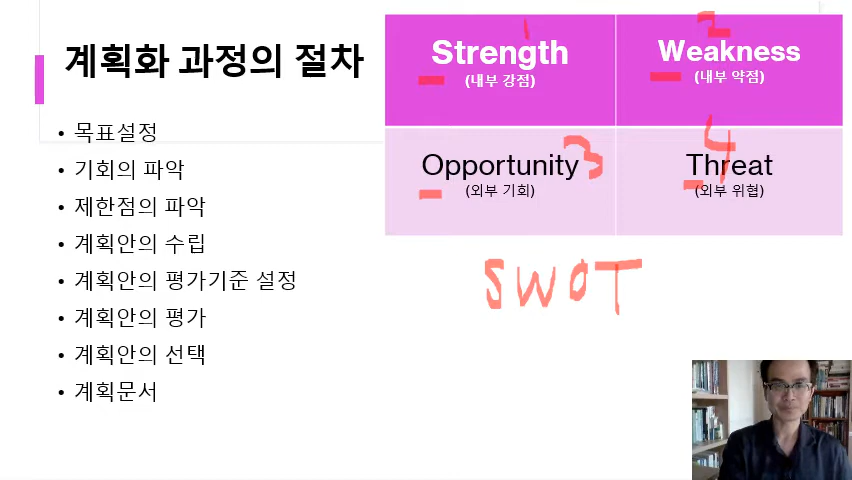 계획화 과정의 절차
• 목표설정
• 기회의 파악
• 제한점의 파악
• 계획안의 수립
• 계획안의 평가기준 설정
• 계획안의 평가
• 계획안의 선택
• 계획문서
1
Strength
(내부 강점)
2
Weakness
(내부 약점)
3
Opportunity
(외부 기회)
4
Threat
(외부 위협)
SWOT